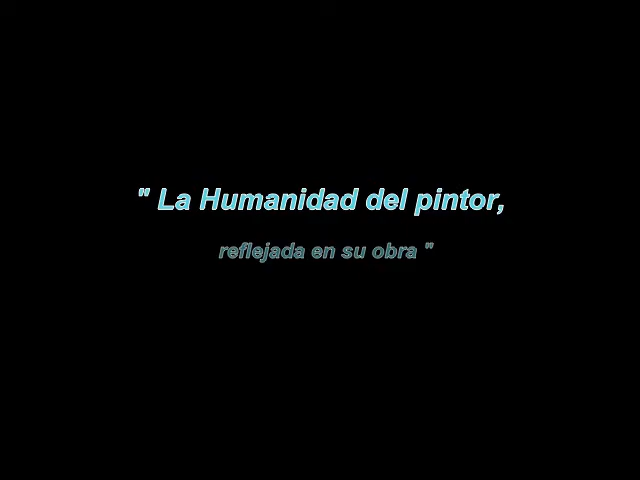 " La Humanidad del pintor,
reflejada en su obra "